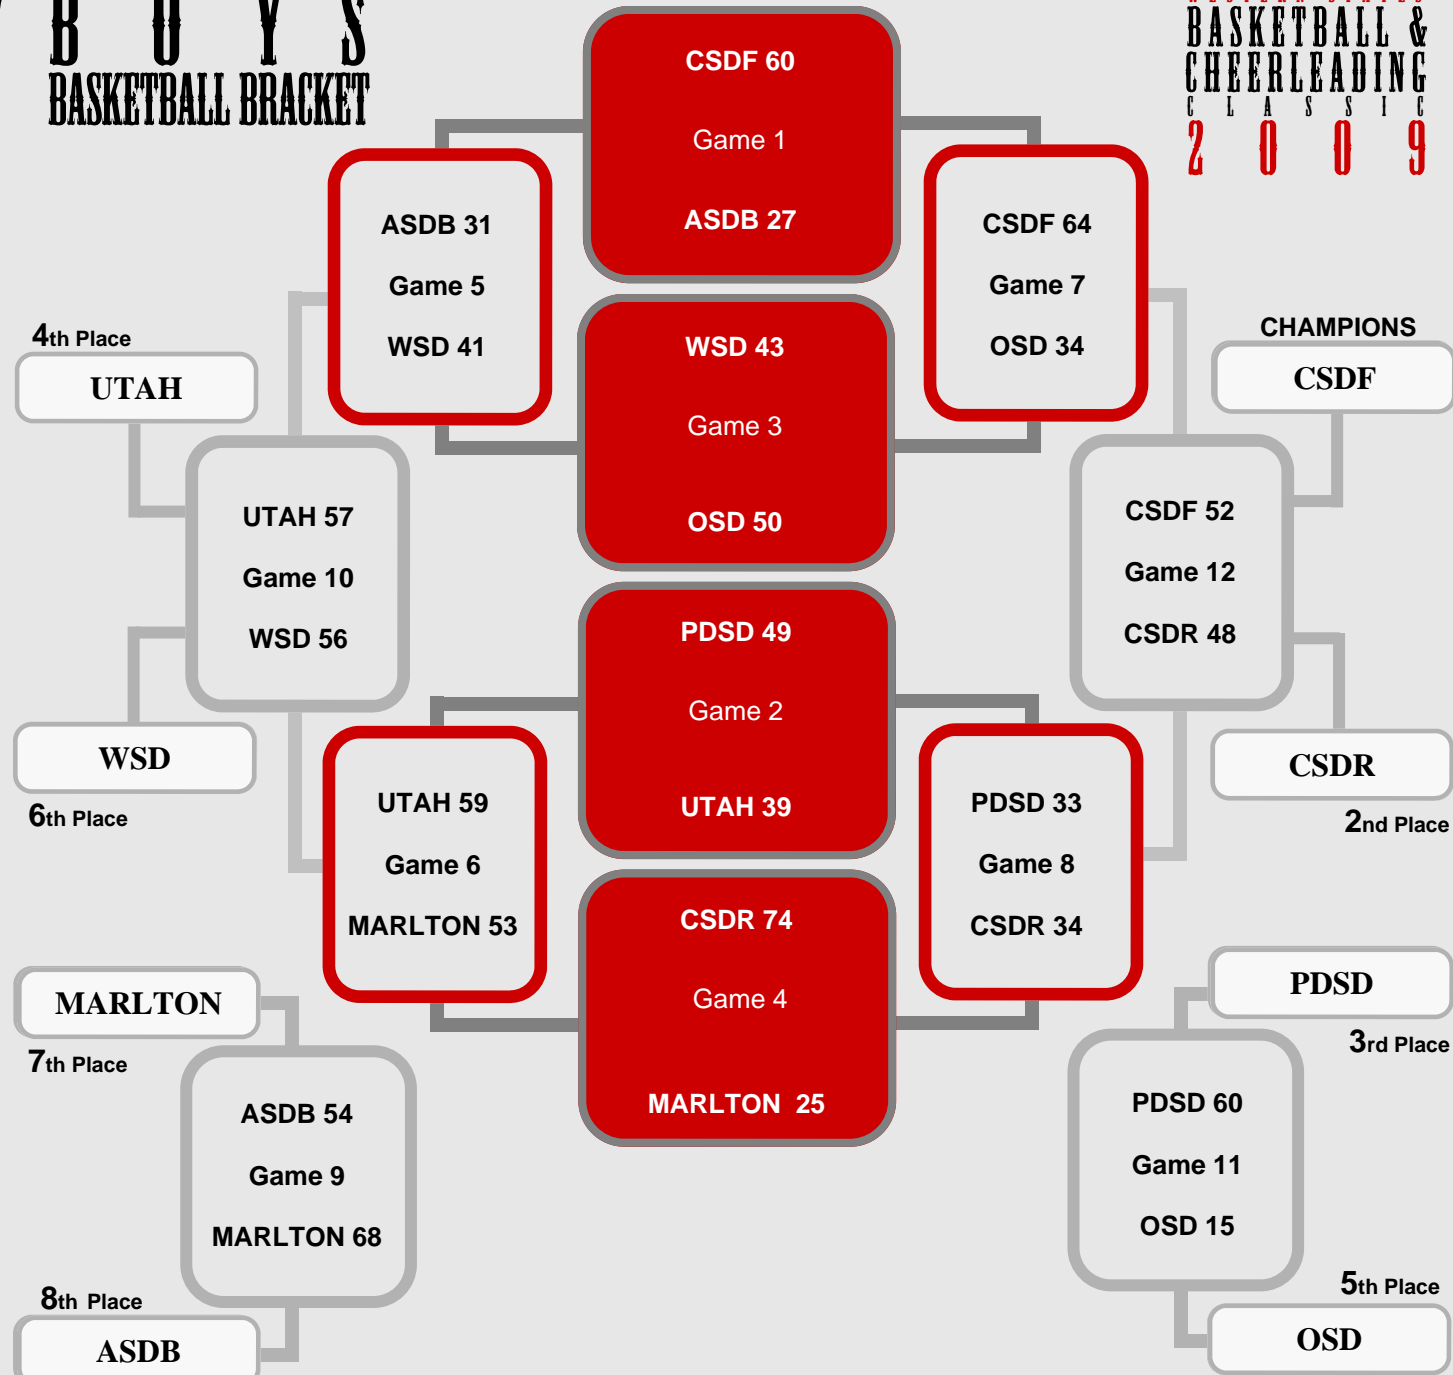 BOYS
BASKETBALL BRACKET
WESTERN STATES
BASKETBALL &
CHEERLEADING
CLASSIC
2009
CSDF 60
Game 1
ASDB 27
ASDB 31
Game 5
WSD 41
CSDF 64
Game 7
OSD 34
WSD 43
Game 3
OSD 50
4th Place
UTAH
CHAMPIONS
CSDF
UTAH 57
Game 10
WSD 56
CSDF 52
Game 12
CSDR 48
PDSD 49
Game 2
UTAH 39
WSD
6th Place
CSDR
2nd Place
UTAH 59
Game 6
MARLTON 53
PDSD 33
Game 8
CSDR 34
CSDR 74
Game 4
MARLTON 25
MARLTON
7th Place
PDSD
3rd Place
ASDB 54
Game 9
MARLTON 68
PDSD 60
Game 11
OSD 15
8th Place
ASDB
5th Place
OSD